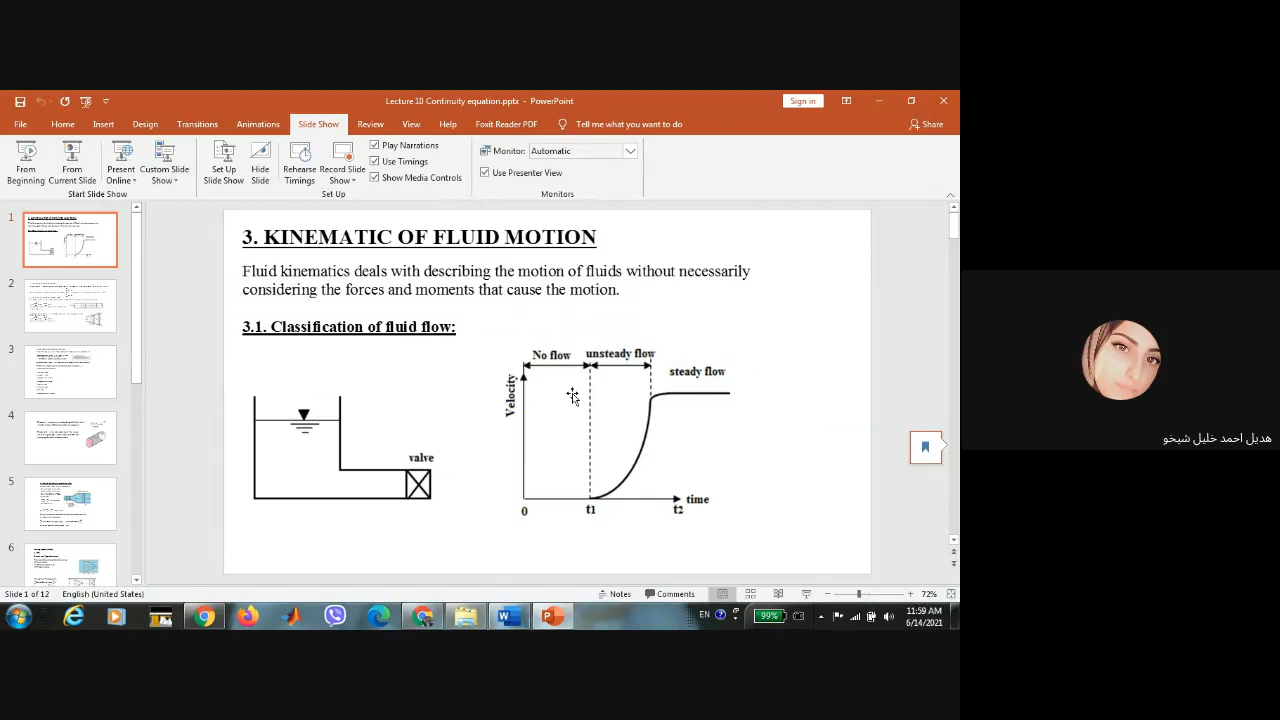 Lecture 10 Continuity equation.pptx - PowerPoint
Sign in
File Home Insert Design Transitions Animations Slide Show Review View Help Foxit Reader PDF Tell me what you want to do Share
From Beginning
From Current Slide
Present Online
Custom Slide Show
Set Up Slide Show
Hide Slide
Rehearse Timings
Record Slide Show
Play Narrations
Use Timings
Show Media Controls
Monitor: Automatic
Use Presenter View
Start Slide Show
Set Up
Monitors
1
2
3
4
5
6
3. KINEMATIC OF FLUID MOTION
Fluid kinematics deals with describing the motion of fluids without necessarily
considering the forces and moments that cause the motion.
3.1. Classification of fluid flow:
valve
No flow
unsteady flow
steady flow
Velocity
time
0
t1
t2
هديل احمد خليل شيخو
Slide 1 of 12 English (United States)
Notes Comments 72%
EN 99% 11:59 AM
6/14/2021